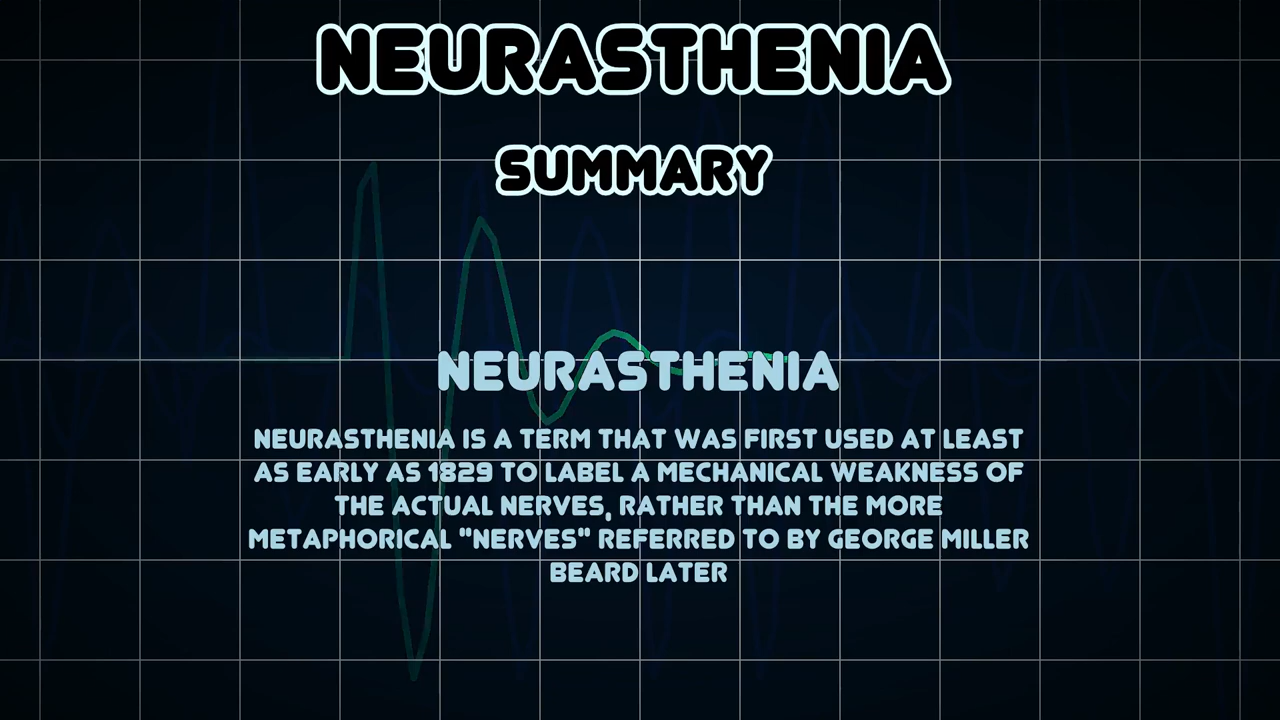 NEURASTHENIA
SUMMARY
NEURASTHENIA
NEURASTHENIA IS A TERM THAT WAS FIRST USED AT LEAST
AS EARLY AS 1829 TO LABEL A MECHANICAL WEAKNESS OF
THE ACTUAL NERVES, RATHER THAN THE MORE
METAPHORICAL "NERVES" REFERRED TO BY GEORGE MILLER
BEARD LATER